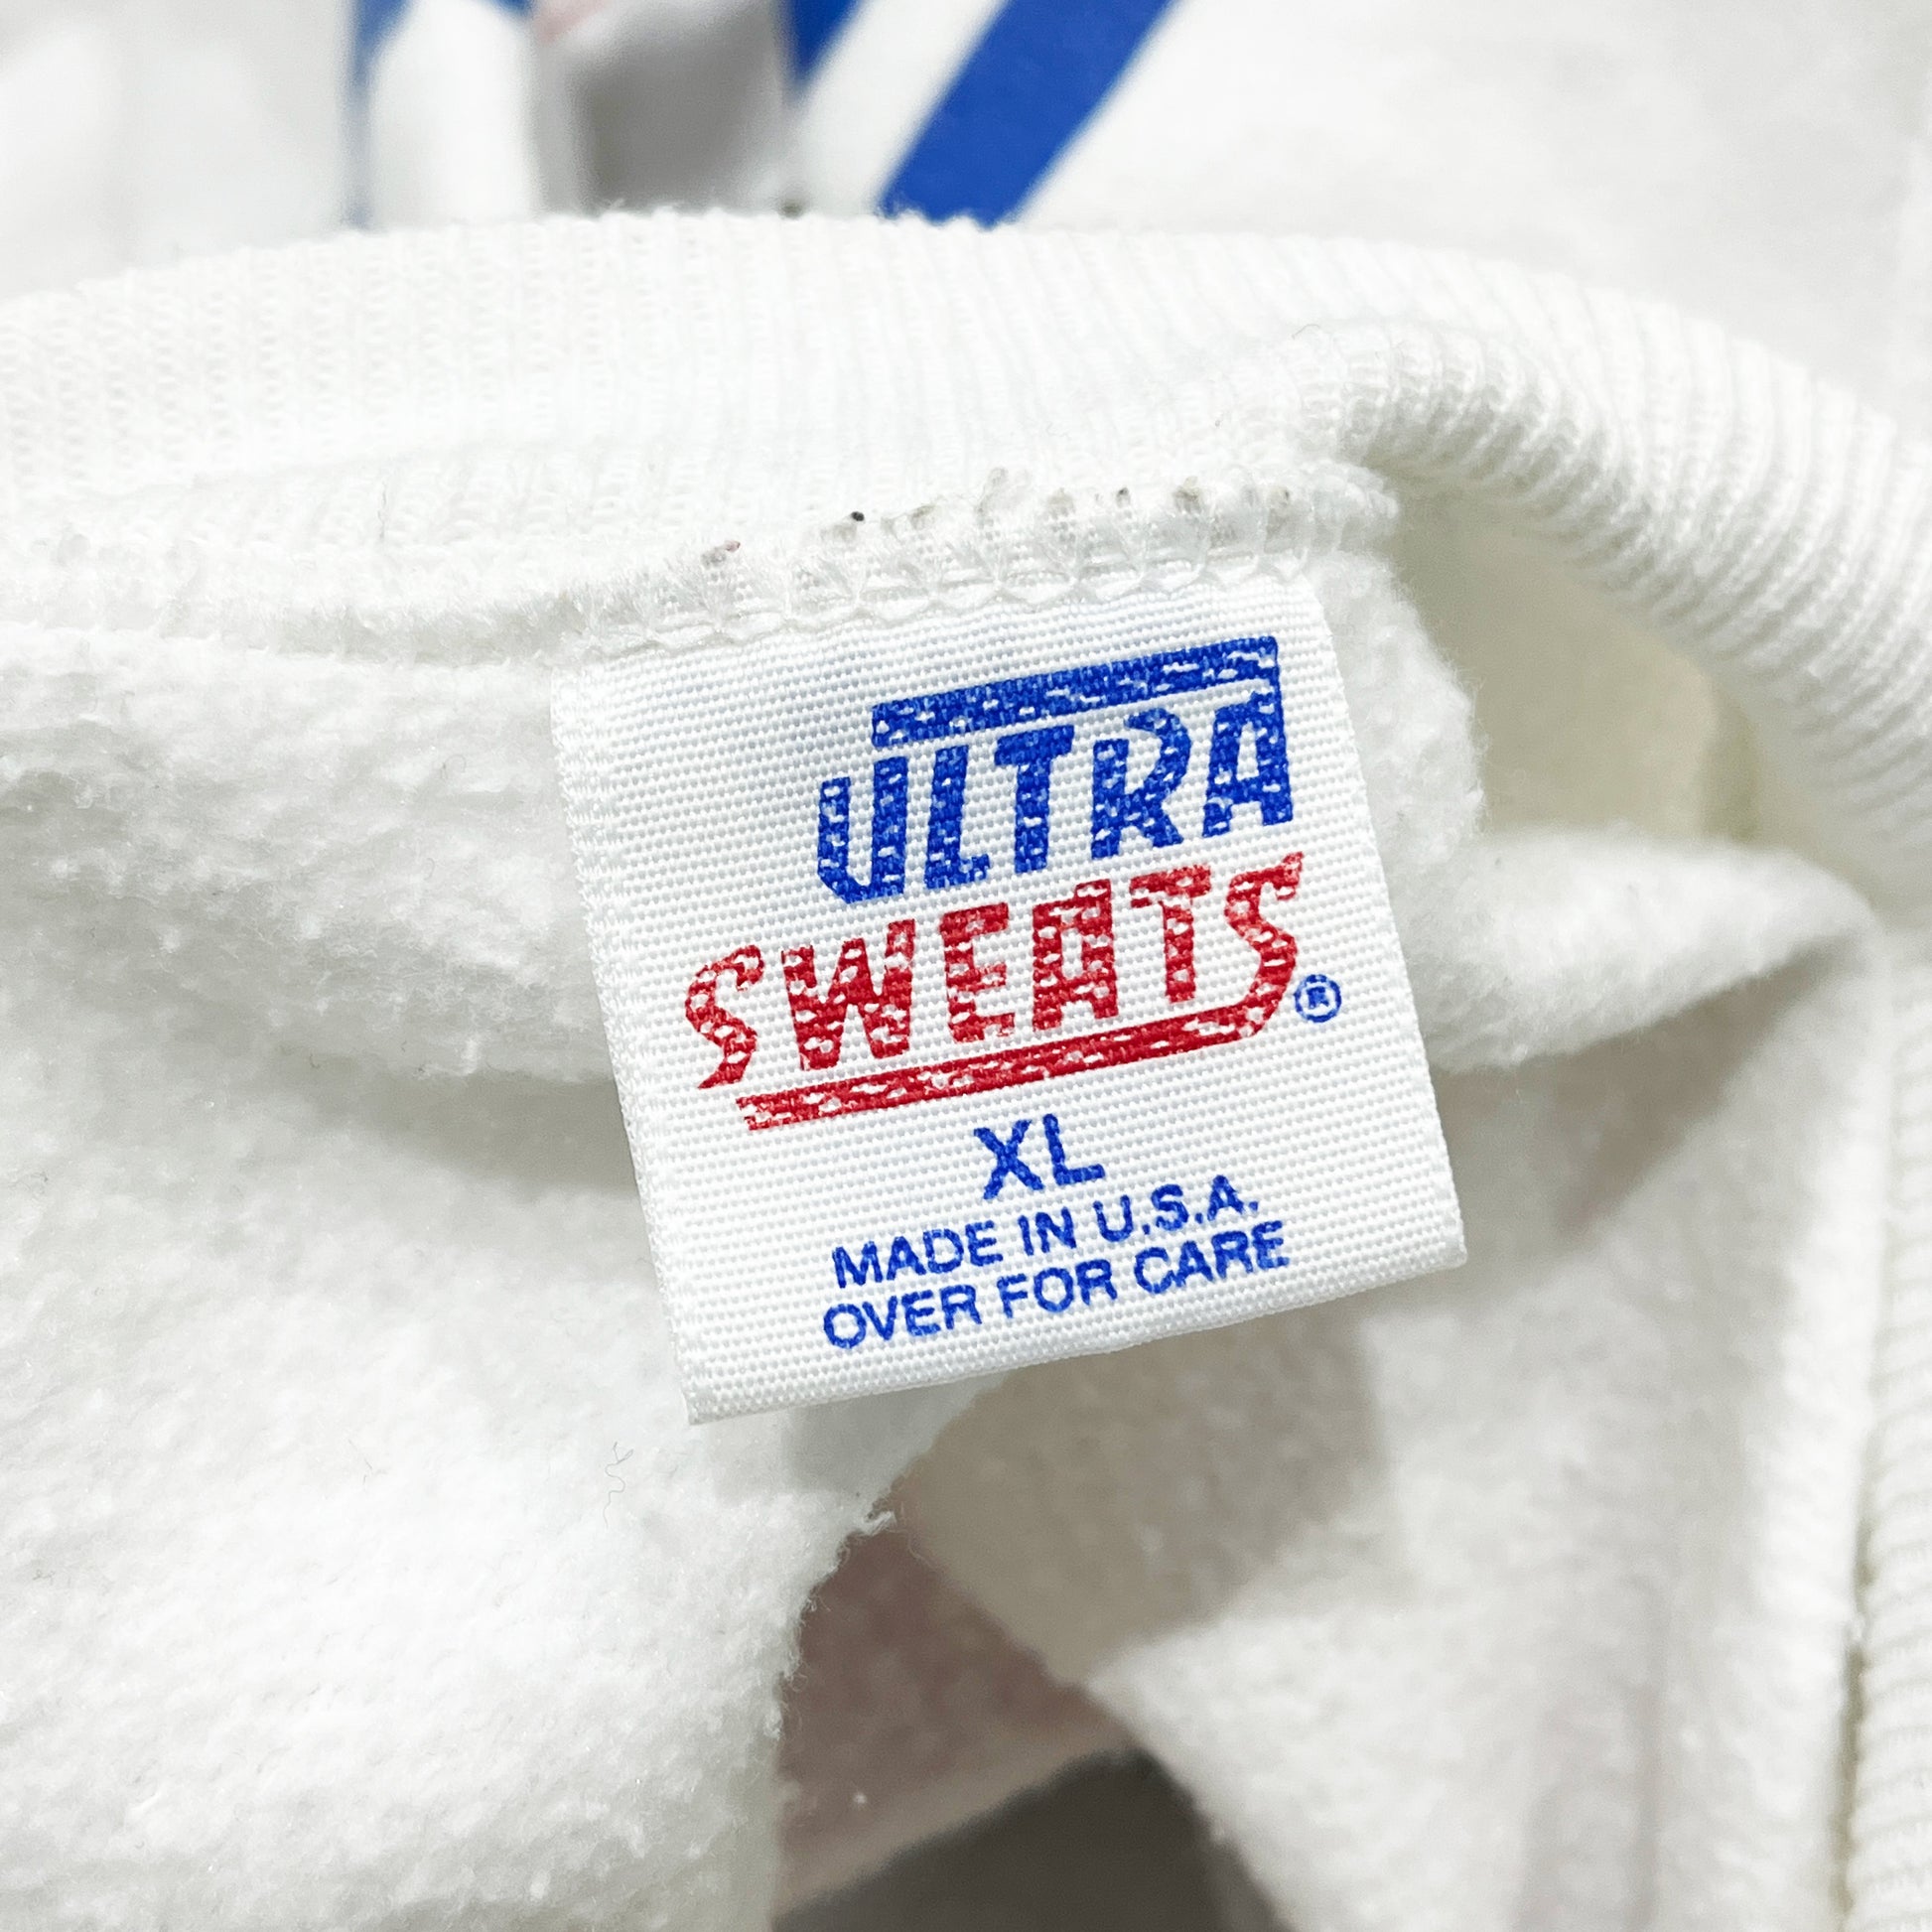 ULTRA
SWEATS®
XL
MADE IN U.S.A.
OVER FOR CARE